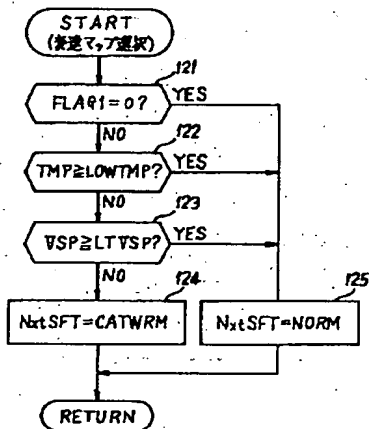 START
(変速マップ選択)
121
FLAG1=0?
YES
NO
122
TMP≧LOWTMP?
YES
NO
123
VSP≧LTVSP?
YES
NO
124
NxtSFT=CATWRM
125
NxtSFT=NORM
RETURN